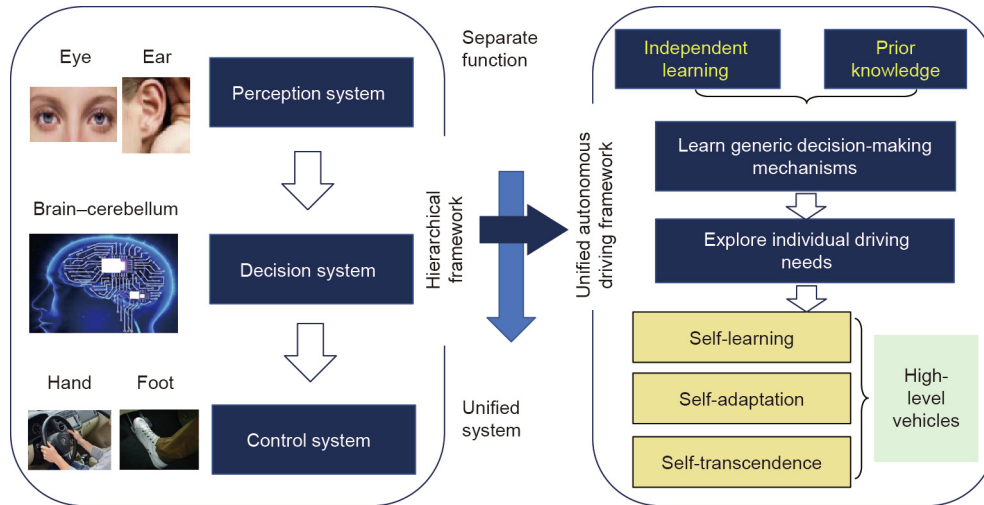 Eye
Ear
Perception system
Brain–cerebellum
Decision system
Hand
Foot
Control system
Hierarchical
framework
Separate
function
Unified
system
Unified autonomous
driving framework
Independent
learning
Prior
knowledge
Learn generic decision-making
mechanisms
Explore individual driving
needs
Self-learning
Self-adaptation
Self-transcendence
High-
level
vehicles